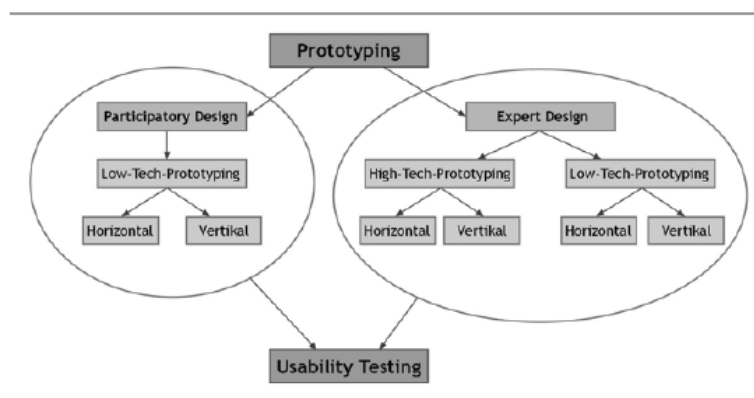 Prototyping
Participatory Design
Expert Design
Low-Tech-Prototyping
High-Tech-Prototyping
Low-Tech-Prototyping
Horizontal
Vertikal
Horizontal
Vertikal
Horizontal
Vertikal
Usability Testing